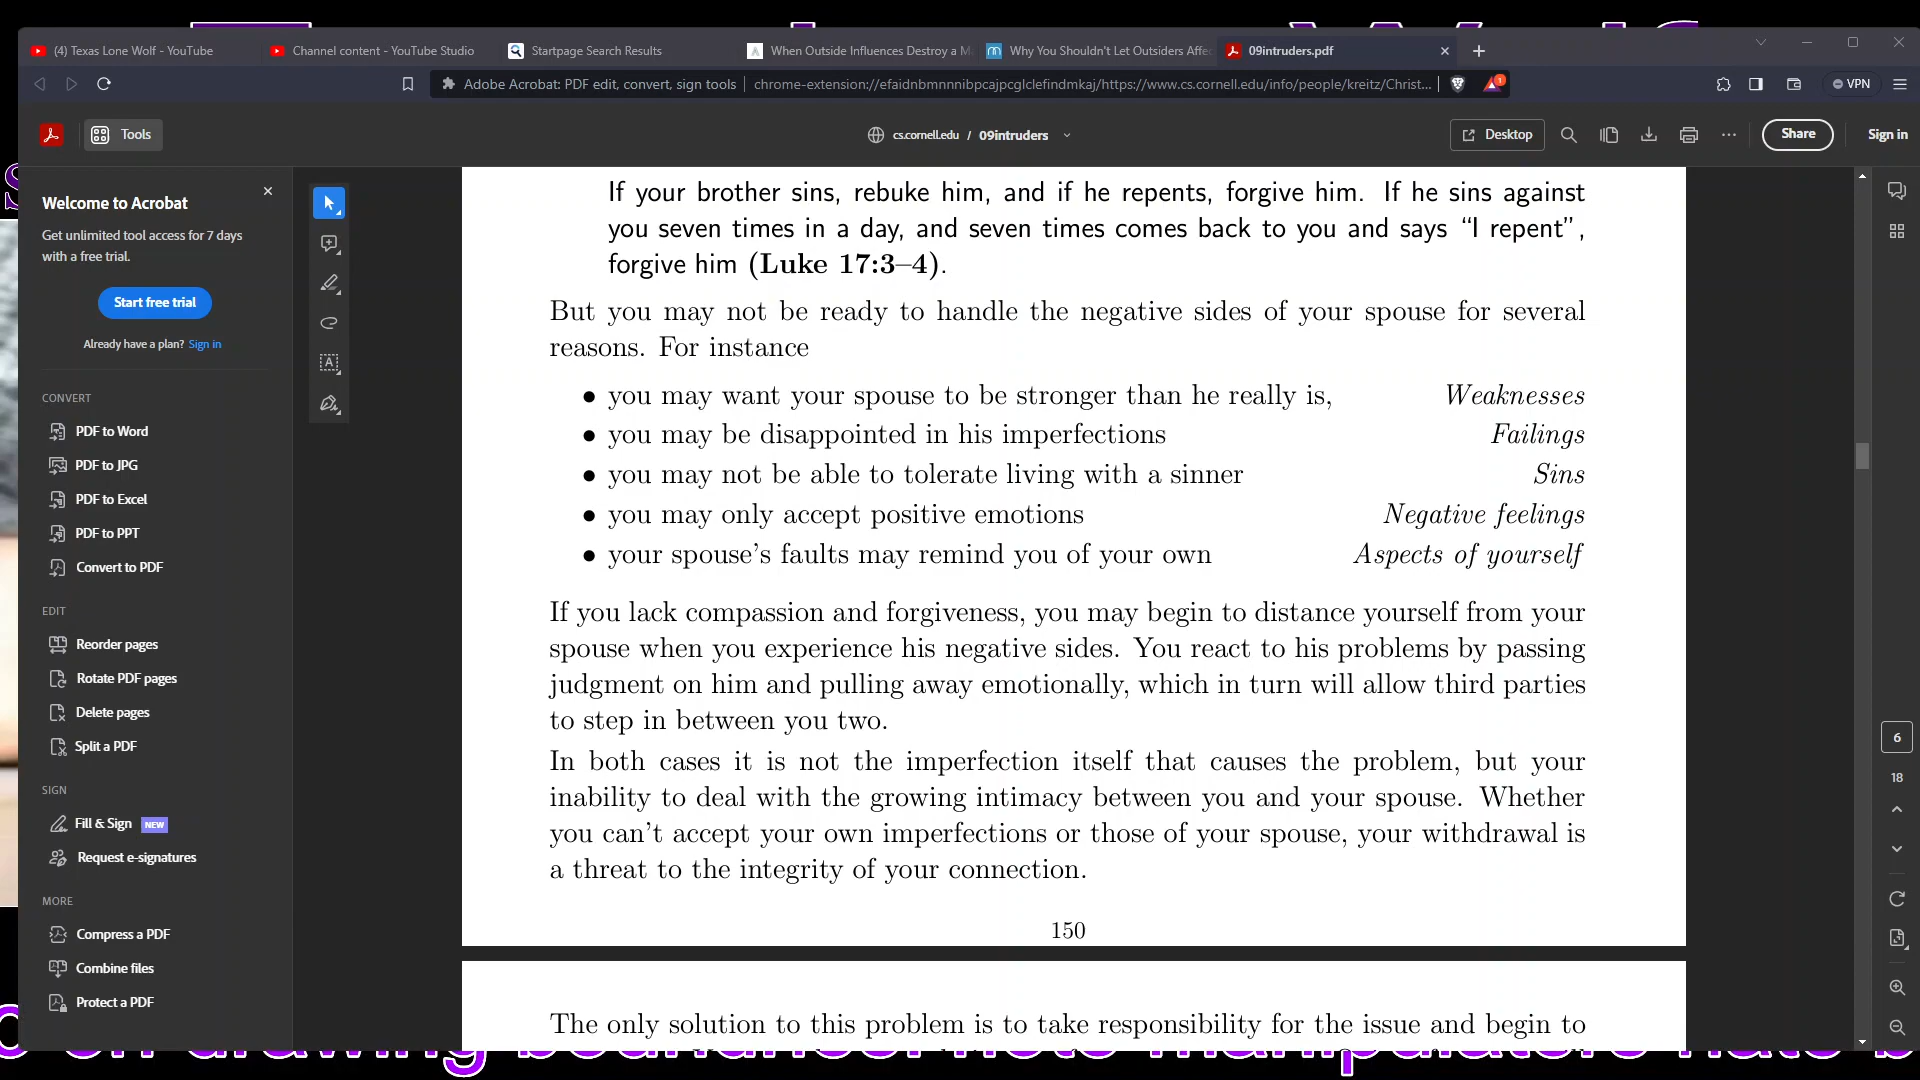 (4) Texas Lone Wolf - YouTube
Channel content - YouTube Studio
Startpage Search Results
When Outside Influences Destroy a M
Why You Shouldn't Let Outsiders Affec
09intruders.pdf
Adobe Acrobat: PDF edit, convert, sign tools
chrome-extension://efaidnbmnnnibpcajpcglclefindmkaj/https://www.cs.cornell.edu/info/people/kreitz/Christ...
1
VPN
Tools
cs.cornell.edu / 09intruders
Desktop
Share
Sign in
Welcome to Acrobat
Get unlimited tool access for 7 days
with a free trial.
Start free trial
Already have a plan? Sign in
CONVERT
PDF to Word
PDF to JPG
PDF to Excel
PDF to PPT
Convert to PDF
EDIT
Reorder pages
Rotate PDF pages
Delete pages
Split a PDF
SIGN
Fill & Sign NEW
Request e-signatures
MORE
Compress a PDF
Combine files
Protect a PDF
If your brother sins, rebuke him, and if he repents, forgive him. If he sins against
you seven times in a day, and seven times comes back to you and says “I repent”,
forgive him (Luke 17:3–4).
But you may not be ready to handle the negative sides of your spouse for several
reasons. For instance
• you may want your spouse to be stronger than he really is, Weaknesses
• you may be disappointed in his imperfections Failings
• you may not be able to tolerate living with a sinner Sins
• you may only accept positive emotions Negative feelings
• your spouse’s faults may remind you of your own Aspects of yourself
If you lack compassion and forgiveness, you may begin to distance yourself from your
spouse when you experience his negative sides. You react to his problems by passing
judgment on him and pulling away emotionally, which in turn will allow third parties
to step in between you two.
In both cases it is not the imperfection itself that causes the problem, but your
inability to deal with the growing intimacy between you and your spouse. Whether
you can’t accept your own imperfections or those of your spouse, your withdrawal is
a threat to the integrity of your connection.
150
The only solution to this problem is to take responsibility for the issue and begin to
6
18